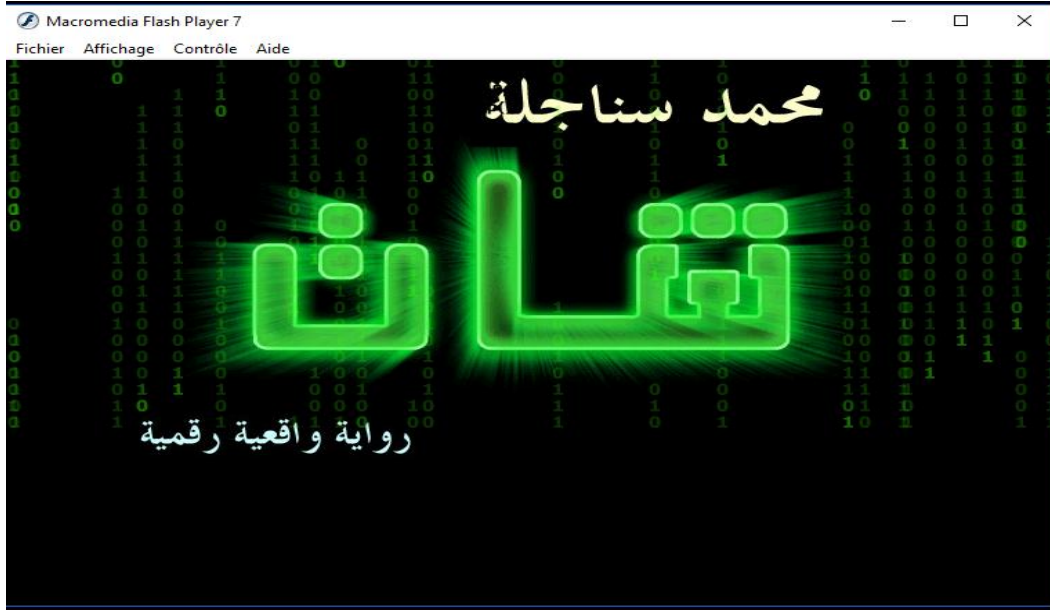 Macromedia Flash Player 7
Fichier Affichage Contrôle Aide
محمد سناجلة
شات
رواية واقعية رقمية